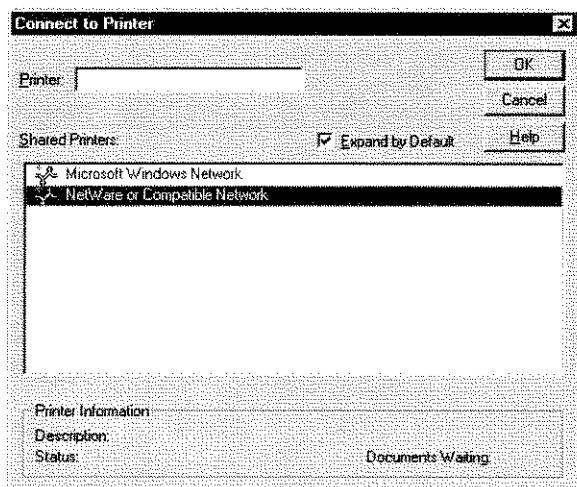 Connect to Printer
Printer:
OK
Cancel
Shared Printers:
Expand by Default
Help
Microsoft Windows Network
NetWare or Compatible Network
Printer Information
Description:
Status:
Documents Waiting: